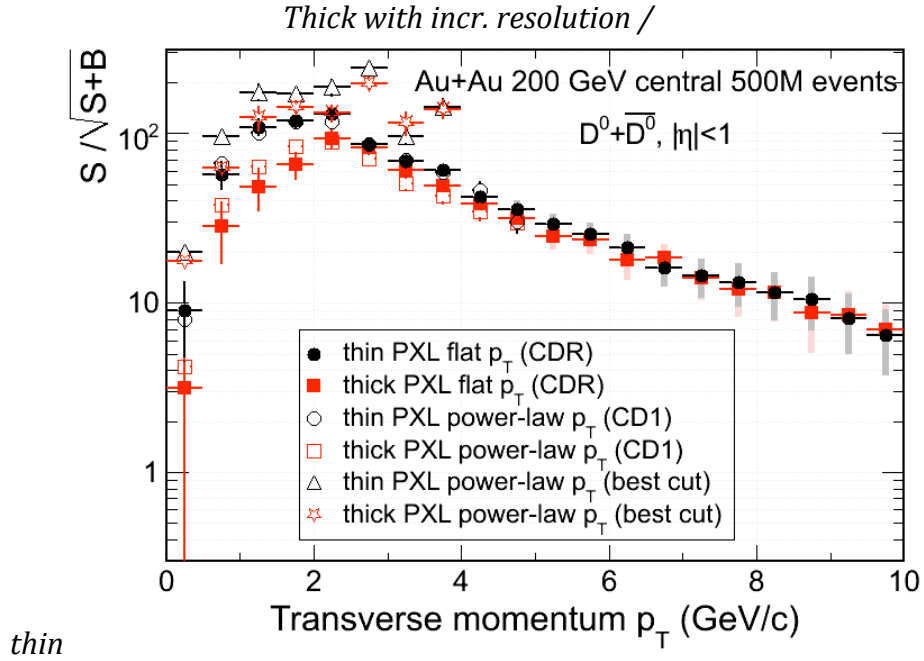 Thick with incr. resolution /
Au+Au 200 GeV central 500M events
D⁰+D̅⁰, |η|<1
S /√S+B
10²
10
1
thin PXL flat p_T (CDR)
thick PXL flat p_T (CDR)
thin PXL power-law p_T (CD1)
thick PXL power-law p_T (CD1)
thin PXL power-law p_T (best cut)
thick PXL power-law p_T (best cut)
0 2 4 6 8 10
Transverse momentum p_T (GeV/c)
thin